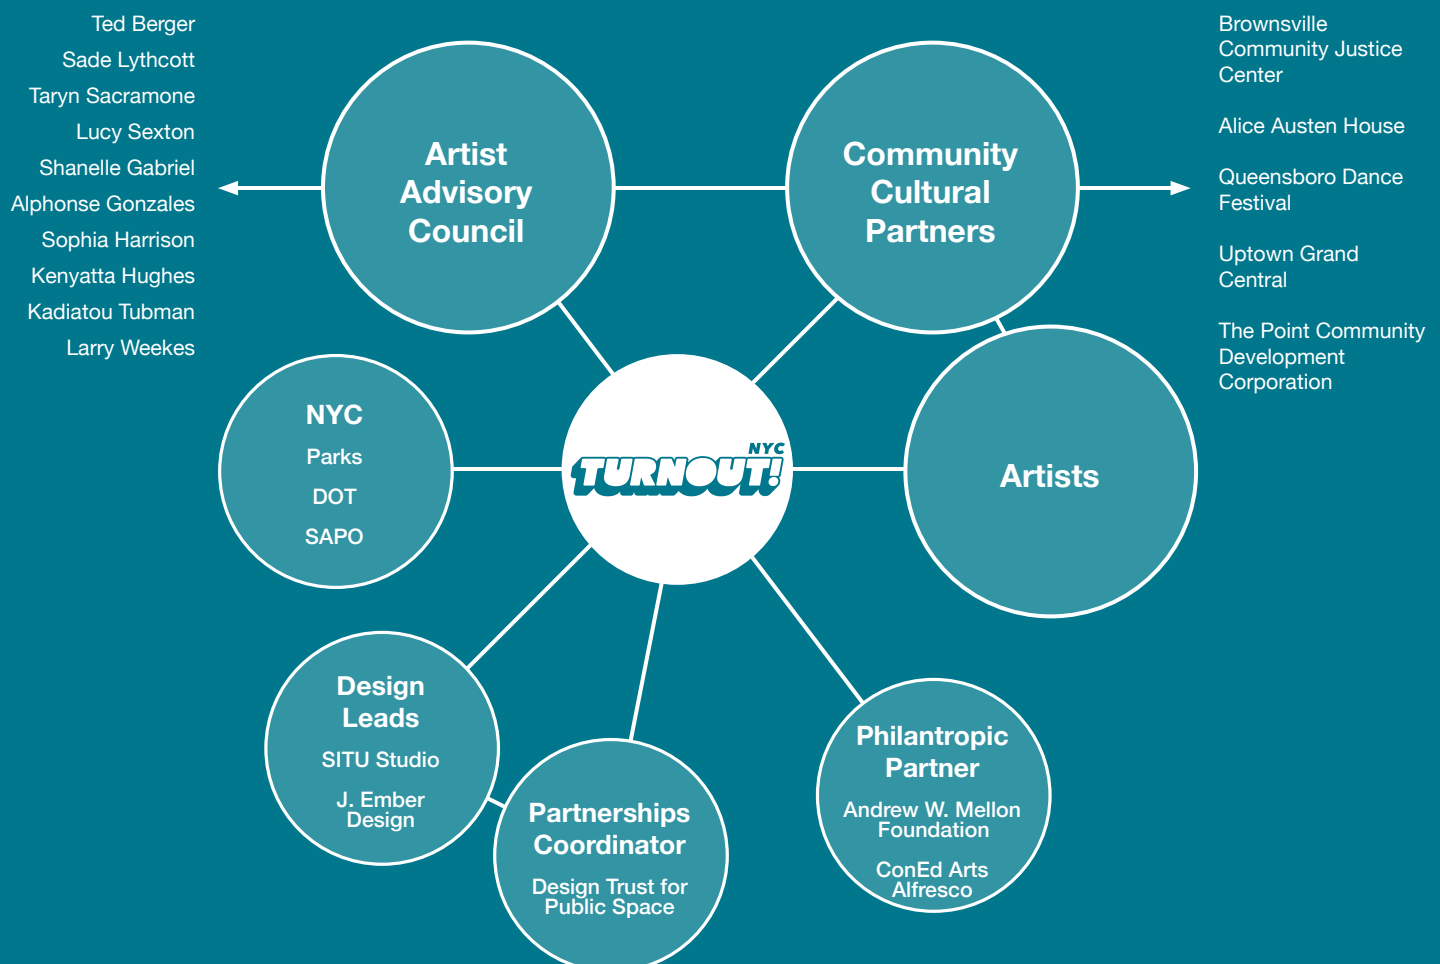 Ted Berger
Sade Lythcott
Taryn Sacramone
Lucy Sexton
Shanelle Gabriel
Alphonse Gonzales
Sophia Harrison
Kenyatta Hughes
Kadiatou Tubman
Larry Weekes
Artist
Advisory
Council
Community
Cultural
Partners
Brownsville
Community Justice
Center
Alice Austen House
Queensboro Dance
Festival
Uptown Grand
Central
The Point Community
Development
Corporation
NYC
Parks
DOT
SAPO
NYC
TURNOUT!
Artists
Design
Leads
SITU Studio
J. Ember
Design
Partnerships
Coordinator
Design Trust for
Public Space
Philantropic
Partner
Andrew W. Mellon
Foundation
ConEd Arts
Alfresco